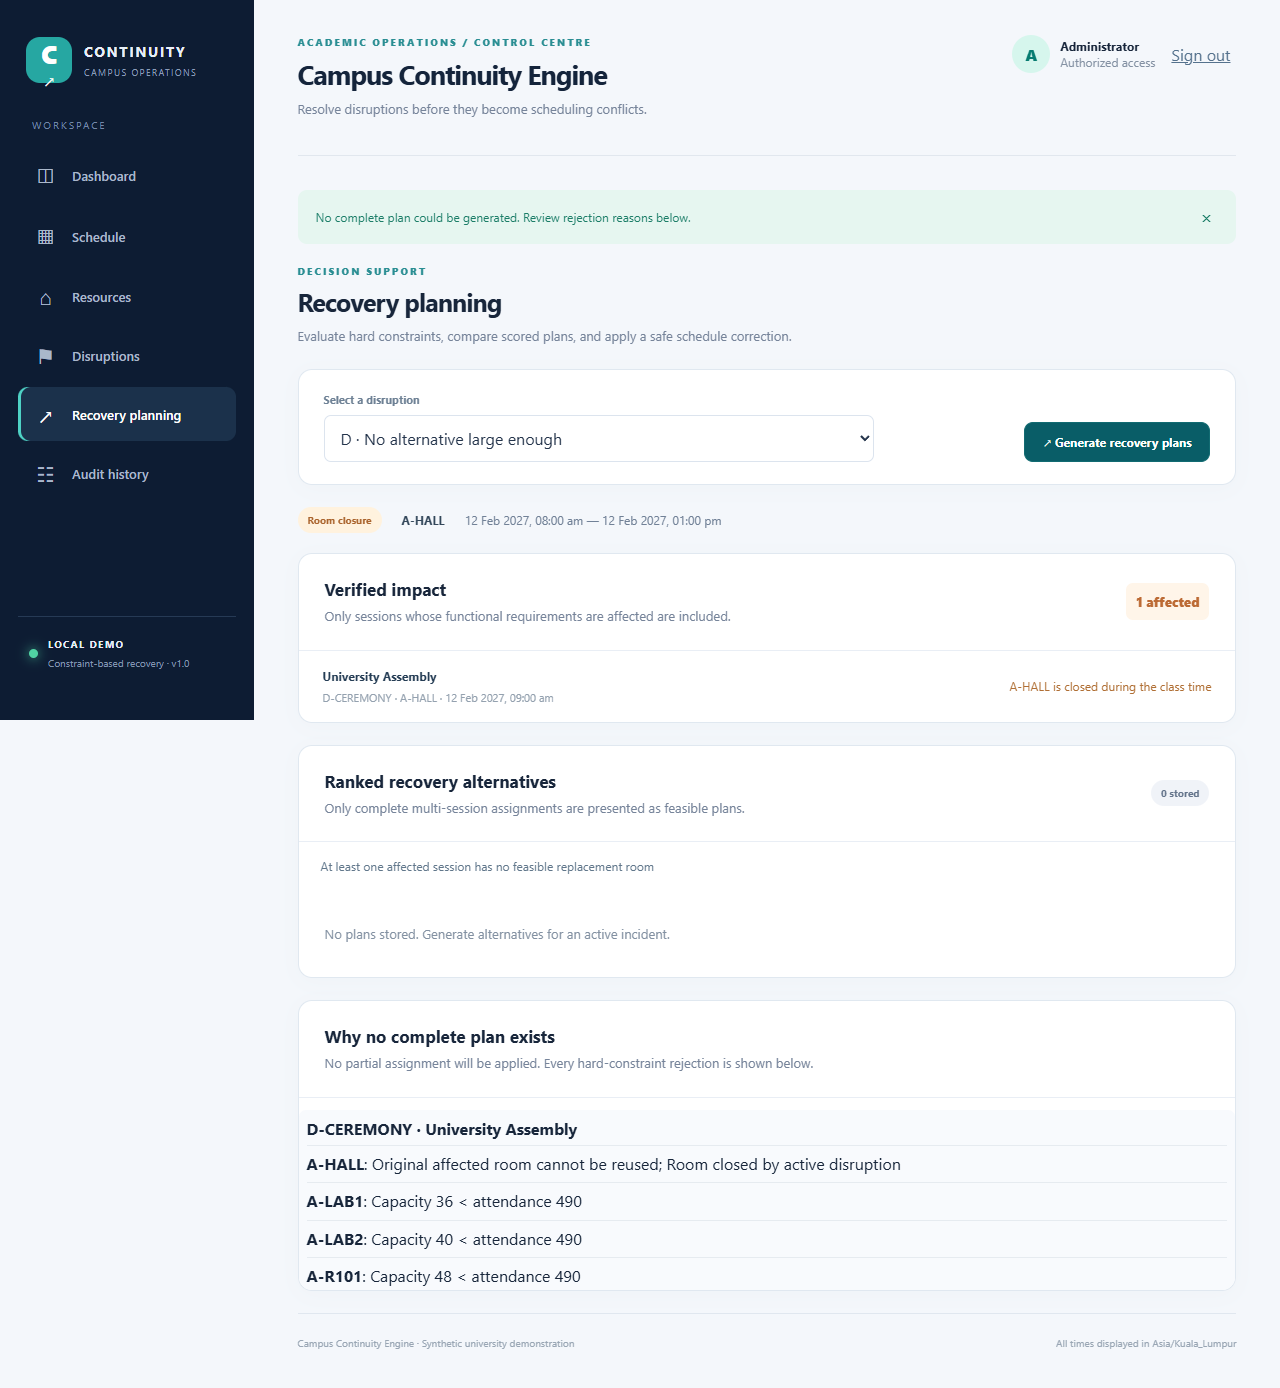 C
CONTINUITY
CAMPUS OPERATIONS
WORKSPACE
Dashboard
Schedule
Resources
Disruptions
Recovery planning
Audit history
LOCAL DEMO
Constraint-based recovery · v1.0
ACADEMIC OPERATIONS / CONTROL CENTRE
Campus Continuity Engine
Resolve disruptions before they become scheduling conflicts.
A
Administrator
Authorized access
Sign out
No complete plan could be generated. Review rejection reasons below.
×
DECISION SUPPORT
Recovery planning
Evaluate hard constraints, compare scored plans, and apply a safe schedule correction.
Select a disruption
D · No alternative large enough
↗ Generate recovery plans
Room closure A-HALL 12 Feb 2027, 08:00 am — 12 Feb 2027, 01:00 pm
Verified impact
Only sessions whose functional requirements are affected are included.
1 affected
University Assembly
D-CEREMONY · A-HALL · 12 Feb 2027, 09:00 am
A-HALL is closed during the class time
Ranked recovery alternatives
Only complete multi-session assignments are presented as feasible plans.
0 stored
At least one affected session has no feasible replacement room
No plans stored. Generate alternatives for an active incident.
Why no complete plan exists
No partial assignment will be applied. Every hard-constraint rejection is shown below.
D-CEREMONY · University Assembly
A-HALL: Original affected room cannot be reused; Room closed by active disruption
A-LAB1: Capacity 36 < attendance 490
A-LAB2: Capacity 40 < attendance 490
A-R101: Capacity 48 < attendance 490
Campus Continuity Engine · Synthetic university demonstration
All times displayed in Asia/Kuala_Lumpur